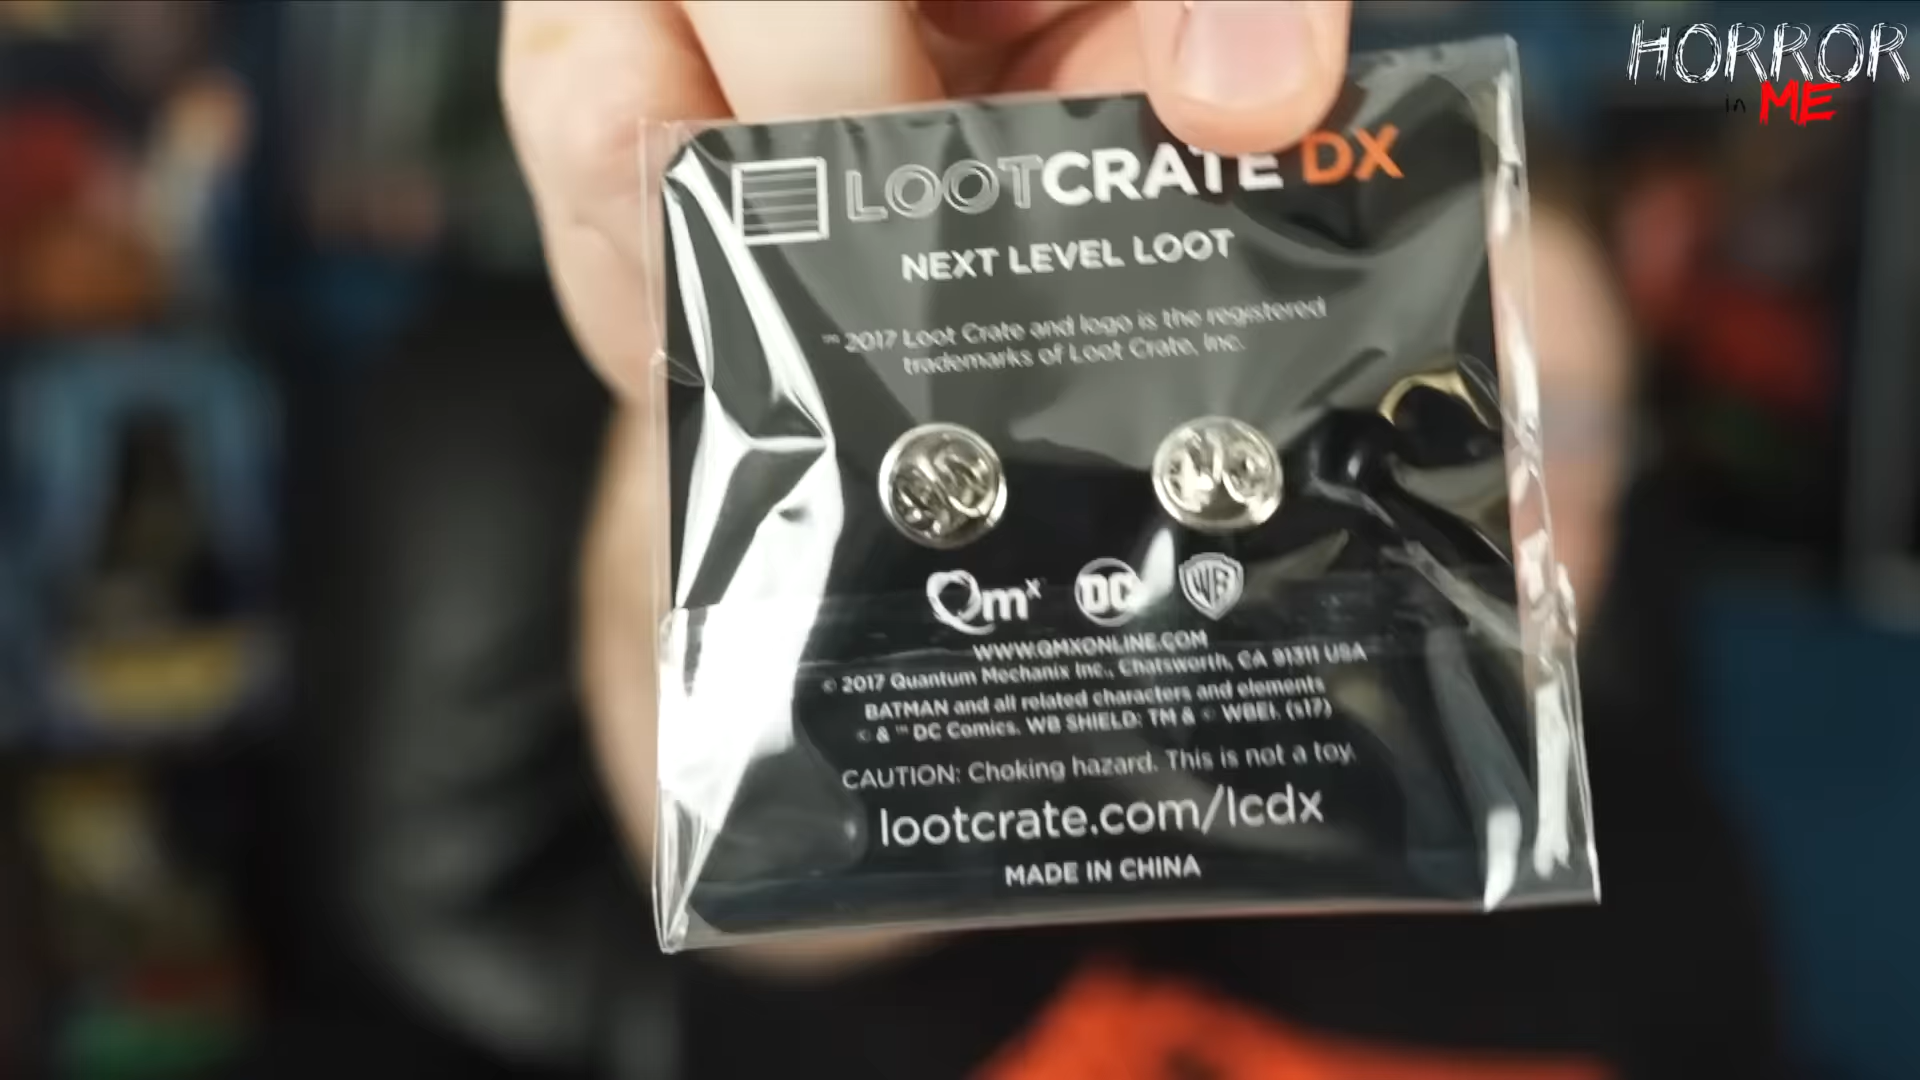 HORROR
in ME
LOOTCRATE DX
NEXT LEVEL LOOT
™ 2017 Loot Crate and logo is the registered
trademarks of Loot Crate, Inc.
Qmx DC WB
WWW.QMXONLINE.COM
© 2017 Quantum Mechanix Inc., Chatsworth, CA 91311 USA
BATMAN and all related characters and elements
© & ™ DC Comics. WB SHIELD: TM & © WBEI. (s17)
CAUTION: Choking hazard. This is not a toy.
lootcrate.com/lcdx
MADE IN CHINA